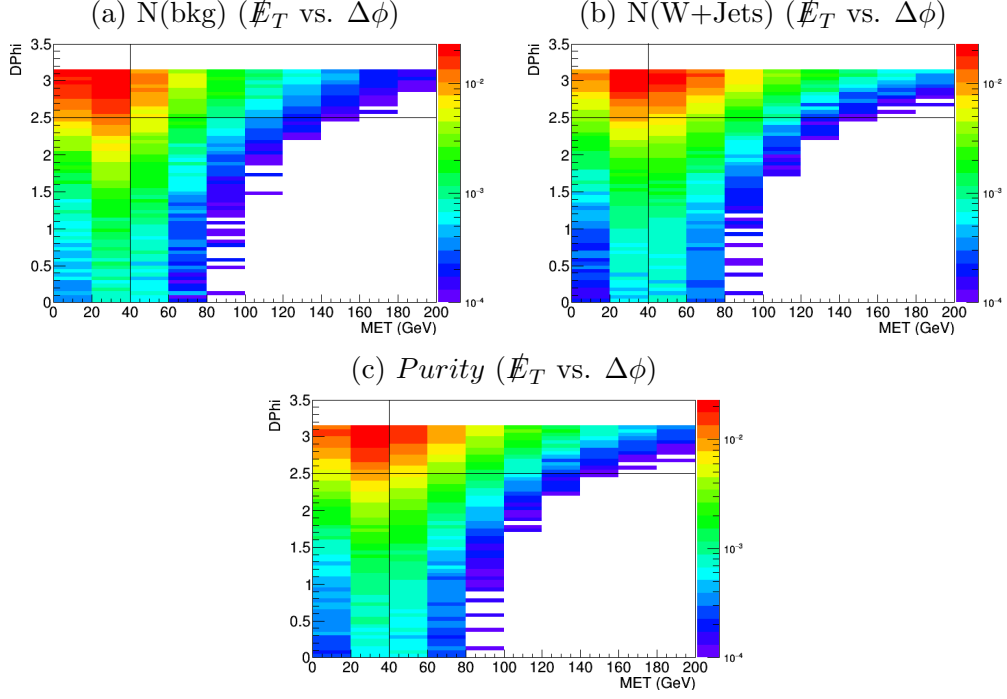 (a) N(bkg) (E̸_T vs. Δϕ)
(b) N(W+Jets) (E̸_T vs. Δϕ)
DPhi
3.5
3
2.5
2
1.5
1
0.5
0
0 20 40 60 80 100 120 140 160 180 200
MET (GeV)
10⁻²
10⁻³
10⁻⁴
DPhi
3.5
3
2.5
2
1.5
1
0.5
0
0 20 40 60 80 100 120 140 160 180 200
MET (GeV)
10⁻²
10⁻³
10⁻⁴
(c) Purity (E̸_T vs. Δϕ)
DPhi
3.5
3
2.5
2
1.5
1
0.5
0
0 20 40 60 80 100 120 140 160 180 200
MET (GeV)
10⁻²
10⁻³
10⁻⁴